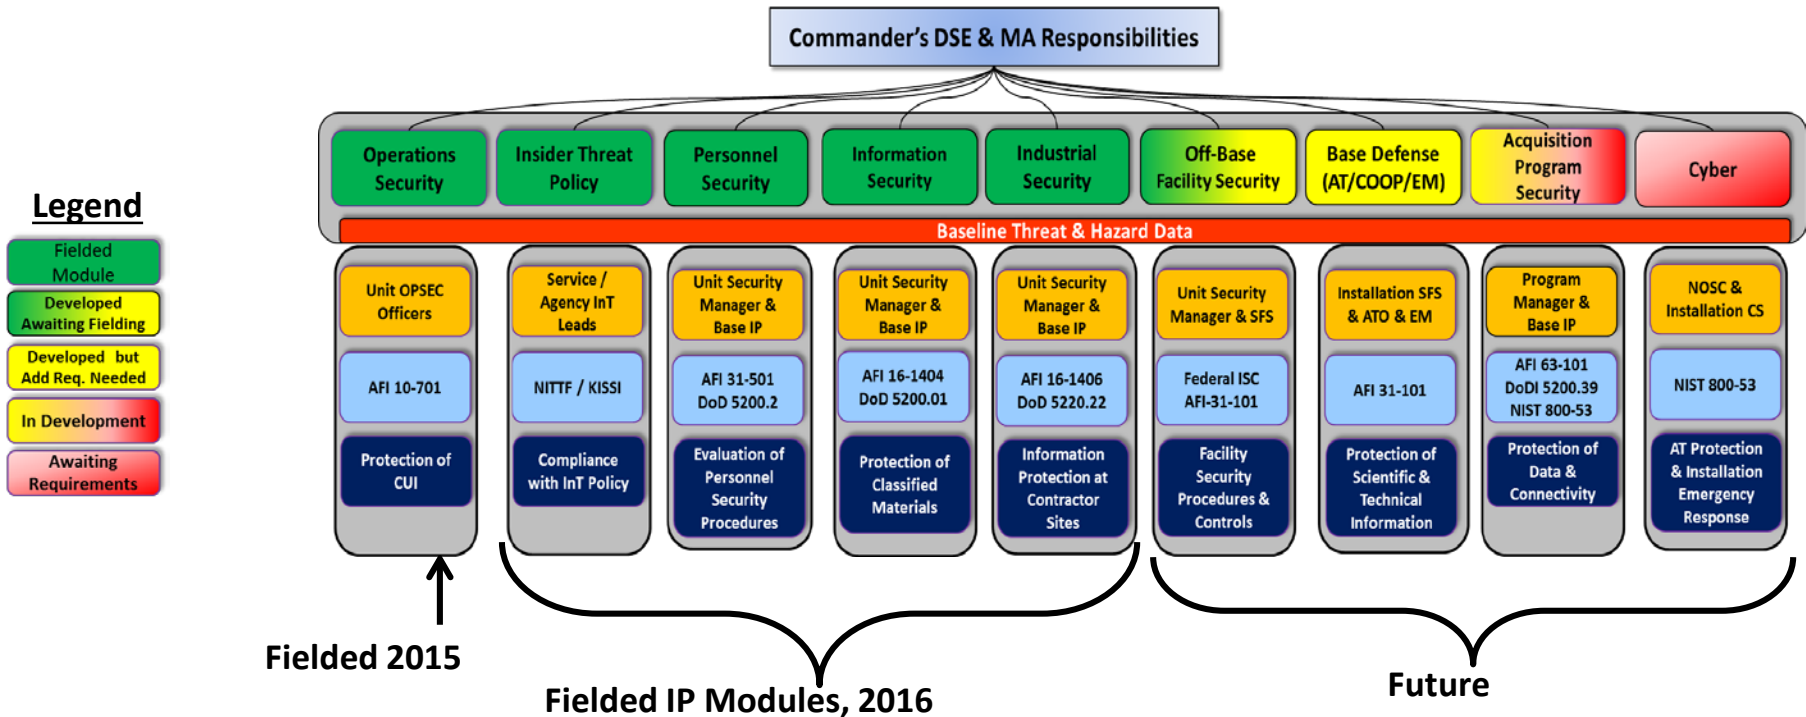 Commander's DSE & MA Responsibilities
Operations
Security
Insider Threat
Policy
Personnel
Security
Information
Security
Industrial
Security
Off-Base
Facility Security
Base Defense
(AT/COOP/EM)
Acquisition
Program
Security
Cyber
Baseline Threat & Hazard Data
Legend
Fielded
Module
Developed
Awaiting Fielding
Developed but
Add Req. Needed
In Development
Awaiting
Requirements
Unit OPSEC
Officers
AFI 10-701
Protection of
CUI
Service /
Agency InT
Leads
NITTF / KISSI
Compliance
with InT Policy
Unit Security
Manager &
Base IP
AFI 31-501
DoD 5200.2
Evaluation of
Personnel
Security
Procedures
Unit Security
Manager &
Base IP
AFI 16-1404
DoD 5200.01
Protection of
Classified
Materials
Unit Security
Manager &
Base IP
AFI 16-1406
DoD 5220.22
Information
Protection at
Contractor
Sites
Unit Security
Manager & SFS
Federal ISC
AFI-31-101
Facility
Security
Procedures &
Controls
Installation SFS
& ATO & EM
AFI 31-101
Protection of
Scientific &
Technical
Information
Program
Manager &
Base IP
AFI 63-101
DoDI 5200.39
NIST 800-53
Protection of
Data &
Connectivity
NOSC &
Installation CS
NIST 800-53
AT Protection
& Installation
Emergency
Response
Fielded 2015
Fielded IP Modules, 2016
Future